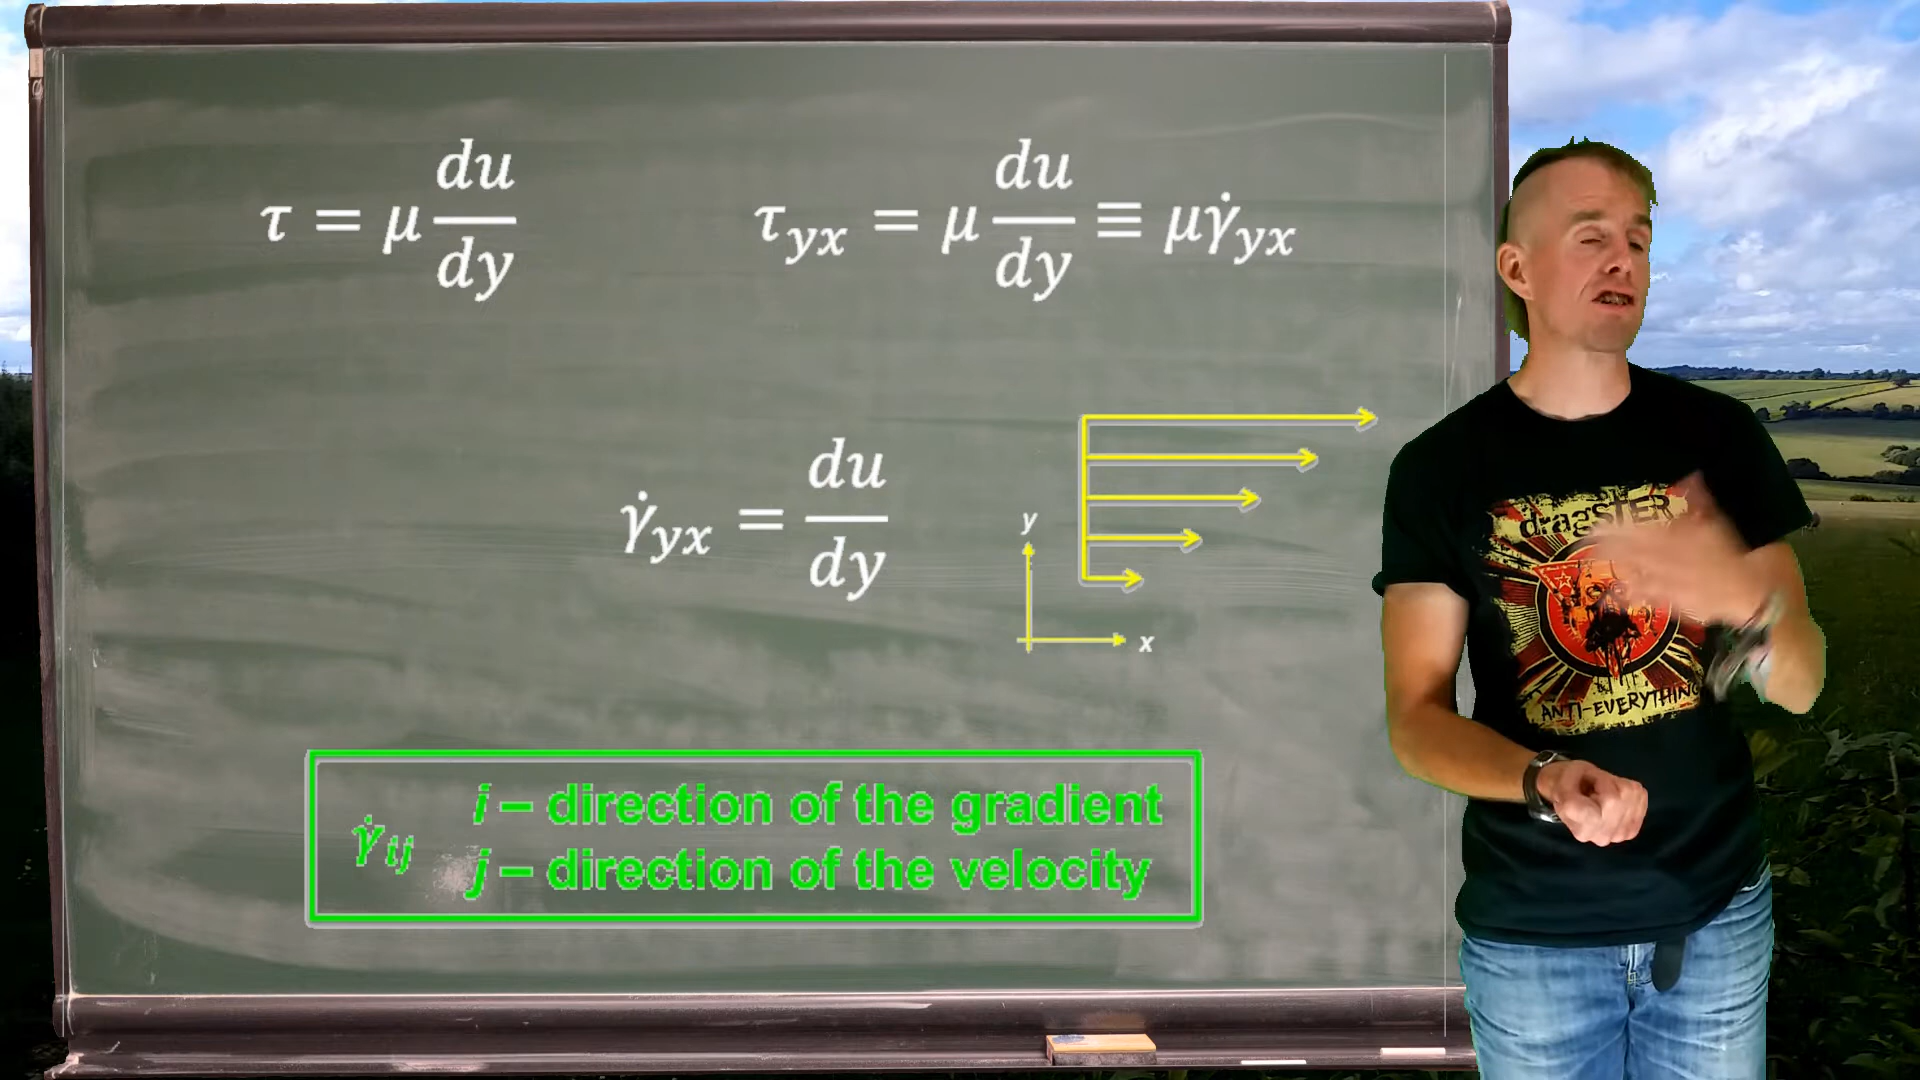 τ = μ du/dy
τ_yx = μ du/dy ≡ μγ̇_yx
γ̇_yx = du/dy
y
x
γ̇_ij
i – direction of the gradient
j – direction of the velocity
dragSTER
ANTI-EVERYTHING